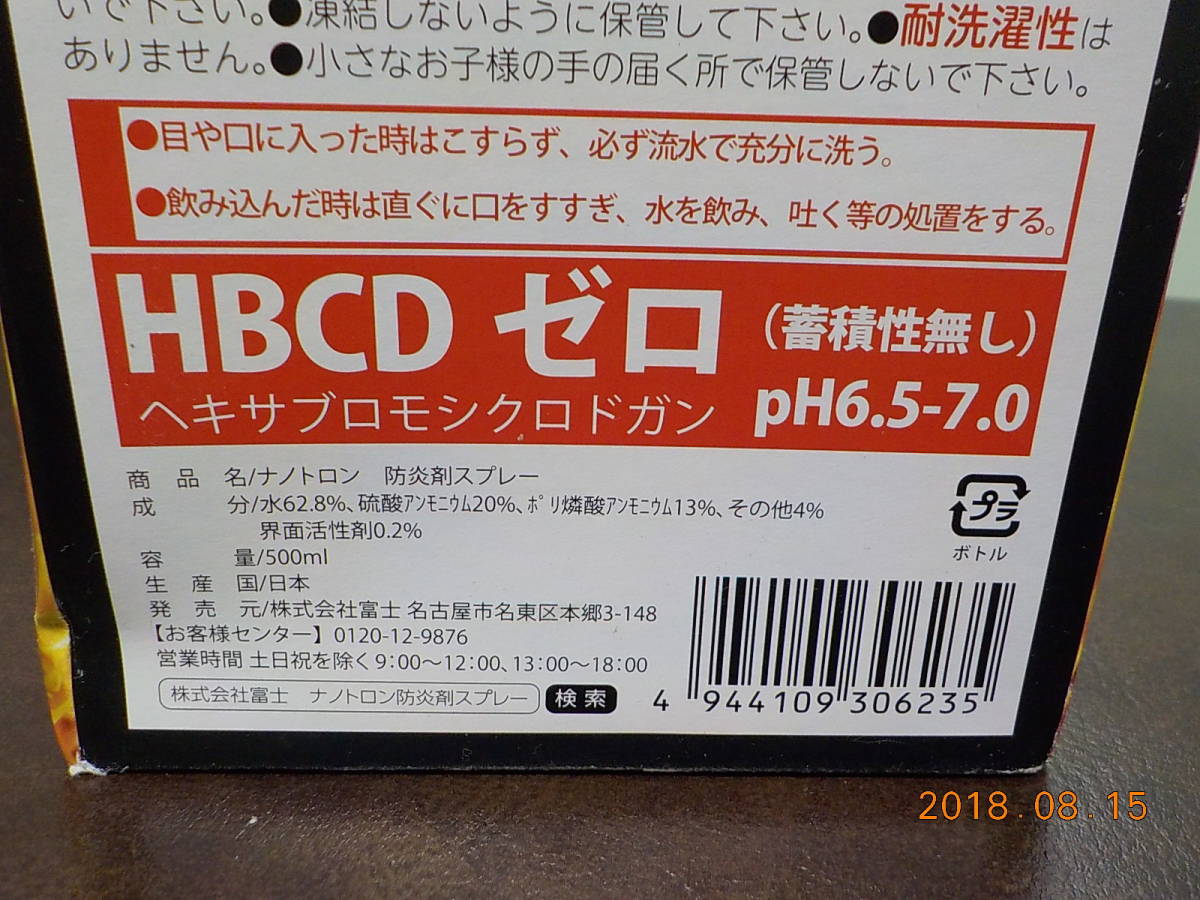 いで下さい。●凍結しないように保管して下さい。●耐洗濯性は
ありません。●小さなお子様の手の届く所で保管しないで下さい。
●目や口に入った時はこすらず、必ず流水で充分に洗う。
●飲み込んだ時は直ぐに口をすすぎ、水を飲み、吐く等の処置をする。
HBCD ゼロ（蓄積性無し）
ヘキサブロモシクロドガン pH6.5-7.0
商品名/ナノトロン 防炎剤スプレー
成分/水62.8%、硫酸ｱﾝﾓﾆｳﾑ20%、ﾎﾟﾘ燐酸ｱﾝﾓﾆｳﾑ13%、その他4%
界面活性剤0.2%
プラ
ボトル
容量/500ml
生産国/日本
発売元/株式会社富士 名古屋市名東区本郷3-148
【お客様センター】0120-12-9876
営業時間 土日祝を除く9:00～12:00、13:00～18:00
株式会社富士 ナノトロン防炎剤スプレー 検索
4 944109 306235
2018.08.15